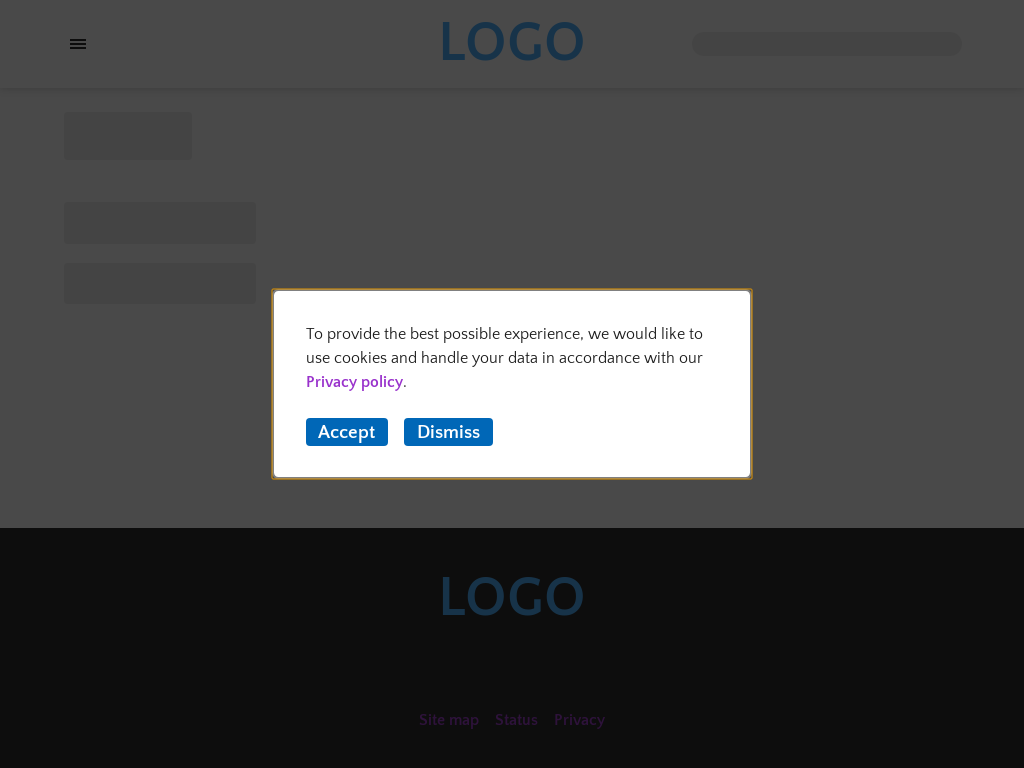 LOGO
To provide the best possible experience, we would like to
use cookies and handle your data in accordance with our
Privacy policy.
Accept Dismiss
LOGO
Site map Status Privacy